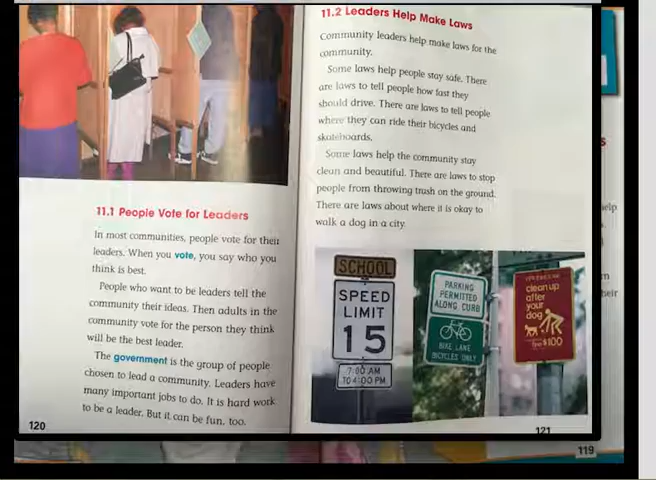 11.1 People Vote for Leaders
In most communities, people vote for their
leaders. When you vote, you say who you
think is best.
People who want to be leaders tell the
community their ideas. Then adults in the
community vote for the person they think
will be the best leader.
The government is the group of people
chosen to lead a community. Leaders have
many important jobs to do. It is hard work
to be a leader. But it can be fun, too.
120
11.2 Leaders Help Make Laws
Community leaders help make laws for the
community.
Some laws help people stay safe. There
are laws to tell people how fast they
should drive. There are laws to tell people
where they can ride their bicycles and
skateboards.
Some laws help the community stay
clean and beautiful. There are laws to stop
people from throwing trash on the ground.
There are laws about where it is okay to
walk a dog in a city
SCHOOL
SPEED
LIMIT
15
7:00 AM
TO 4:00 PM
PARKING
PERMITTED
ALONG CURB
BIKE LANE
BICYCLES ONLY
clean up
after
your
dog
$100
121
119